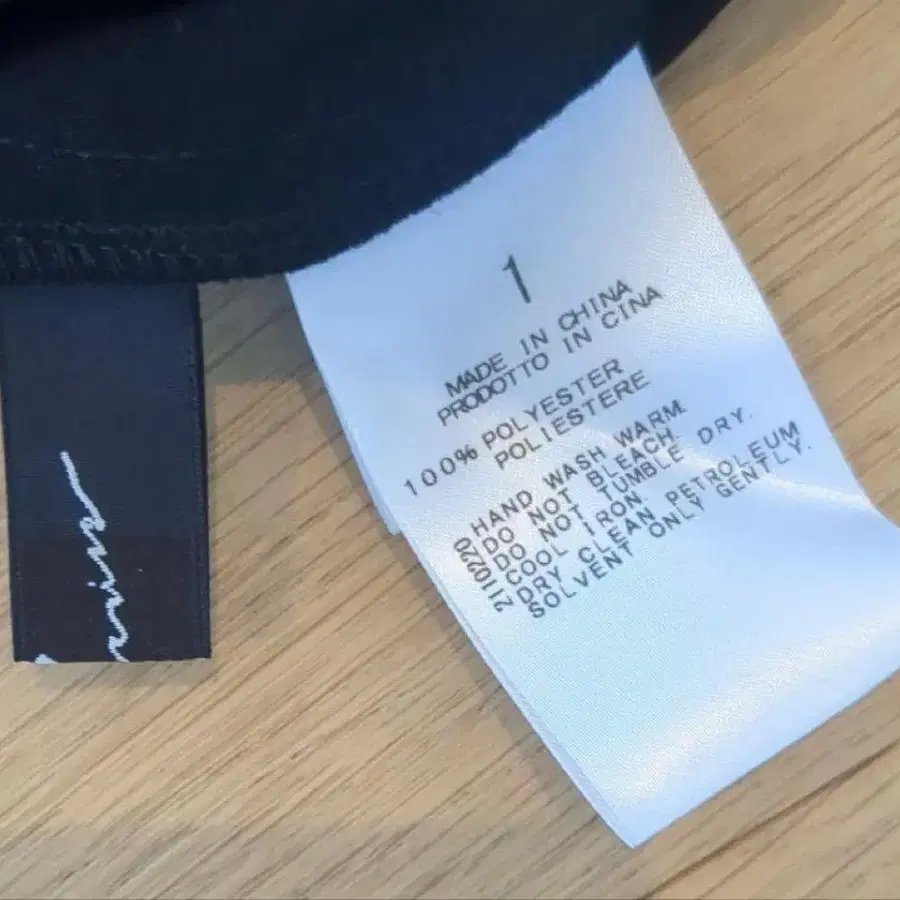 1
MADE IN CHINA
PRODOTTO IN CINA
100% POLYESTER
POLIESTERE
HAND WASH WARM.
DO NOT BLEACH.
DO NOT TUMBLE DRY.
COOL IRON.
DRY CLEAN PETROLEUM
SOLVENT ONLY GENTLY.
2110220